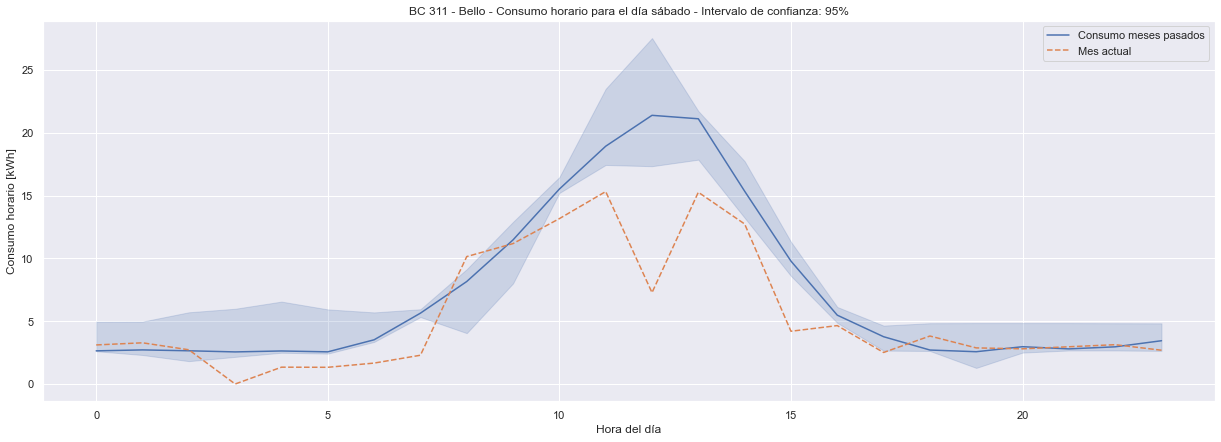 BC 311 - Bello - Consumo horario para el día sábado - Intervalo de confianza: 95%
Consumo meses pasados
Mes actual
Consumo horario [kWh]
25
20
15
10
5
0
0 5 10 15 20
Hora del día